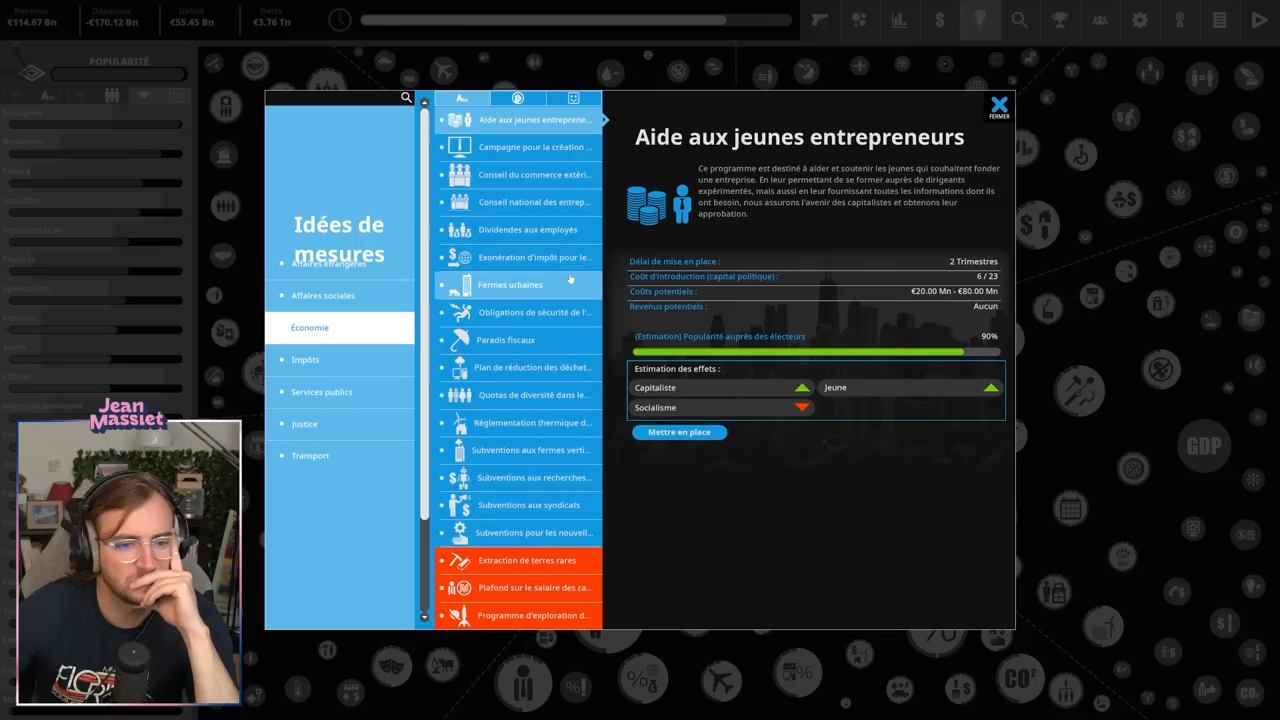 Revenus
Dépenses
Déficit
Dette
€114.67 Bn
-€170.12 Bn
€55.45 Bn
€3.76 Tn
POPULARITÉ
FERMER
Idées de
mesures
Affaires étrangères
Affaires sociales
Économie
Impôts
Services publics
Justice
Transport
Aide aux jeunes entreprene...
Campagne pour la création ...
Conseil du commerce extéri...
Conseil national des entrep...
Dividendes aux employés
Exonération d'impôt pour le...
Fermes urbaines
Obligations de sécurité de l'...
Paradis fiscaux
Plan de réduction des déchet...
Quotas de diversité dans le...
Réglementation thermique d...
Subventions aux fermes verti...
Subventions aux recherches...
Subventions aux syndicats
Subventions pour les nouvell...
Extraction de terres rares
Plafond sur le salaire des ca...
Programme d'exploration d...
Aide aux jeunes entrepreneurs
Ce programme est destiné à aider et soutenir les jeunes qui souhaitent fonder
une entreprise. En leur permettant de se former auprès de dirigeants
expérimentés, mais aussi en leur fournissant toutes les informations dont ils
ont besoin, nous assurons l'avenir des capitalistes et obtenons leur
approbation.
Délai de mise en place : 2 Trimestres
Coût d'introduction (capital politique) : 6 / 23
Coûts potentiels : €20.00 Mn - €80.00 Mn
Revenus potentiels : Aucun
(Estimation) Popularité auprès des électeurs 90%
Estimation des effets :
Capitaliste
Jeune
Socialisme
Mettre en place
GDP
CO²
Jean
Massiet